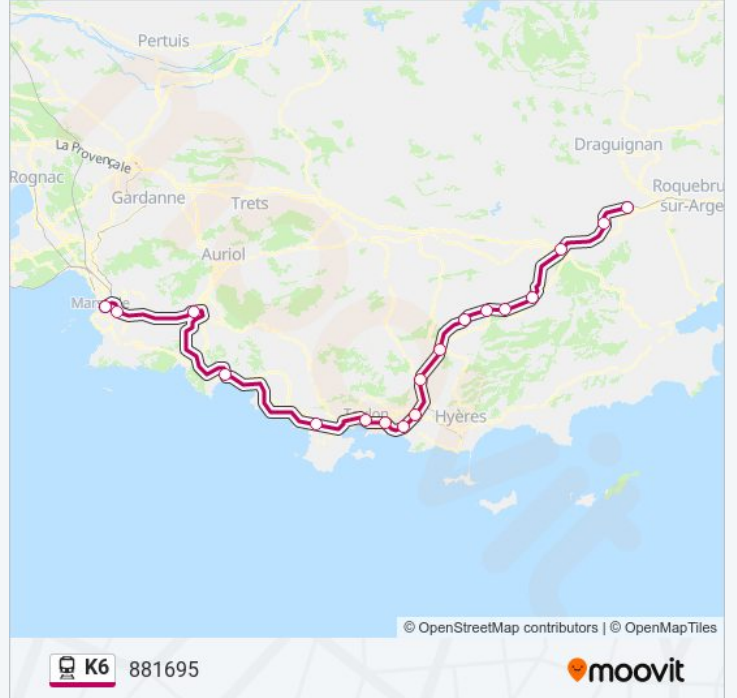 Pertuis
La Provençale
Draguignan
Rognac
Gardanne
Trets
Roquebru
sur-Arge
Auriol
Hyères
© OpenStreetMap contributors | © OpenMapTiles
K6 881695 moovit